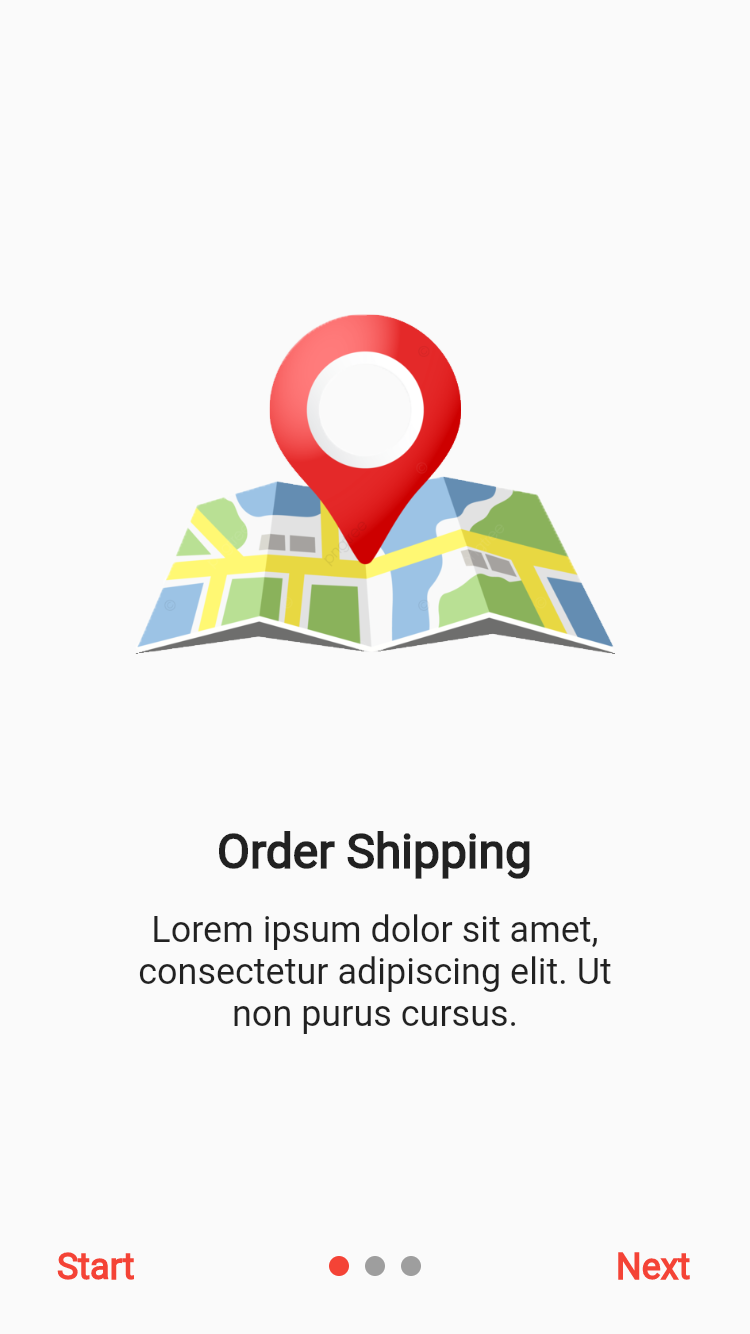 Order Shipping
Lorem ipsum dolor sit amet,
consectetur adipiscing elit. Ut
non purus cursus.
Start
Next